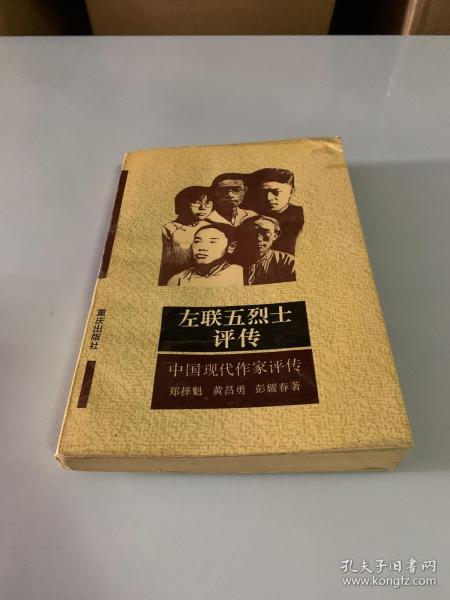 左联五烈士
评传
中国现代作家评传
郑择魁 黄昌勇 彭耀春著
重庆出版社
孔夫子旧书网
www.kongfz.com